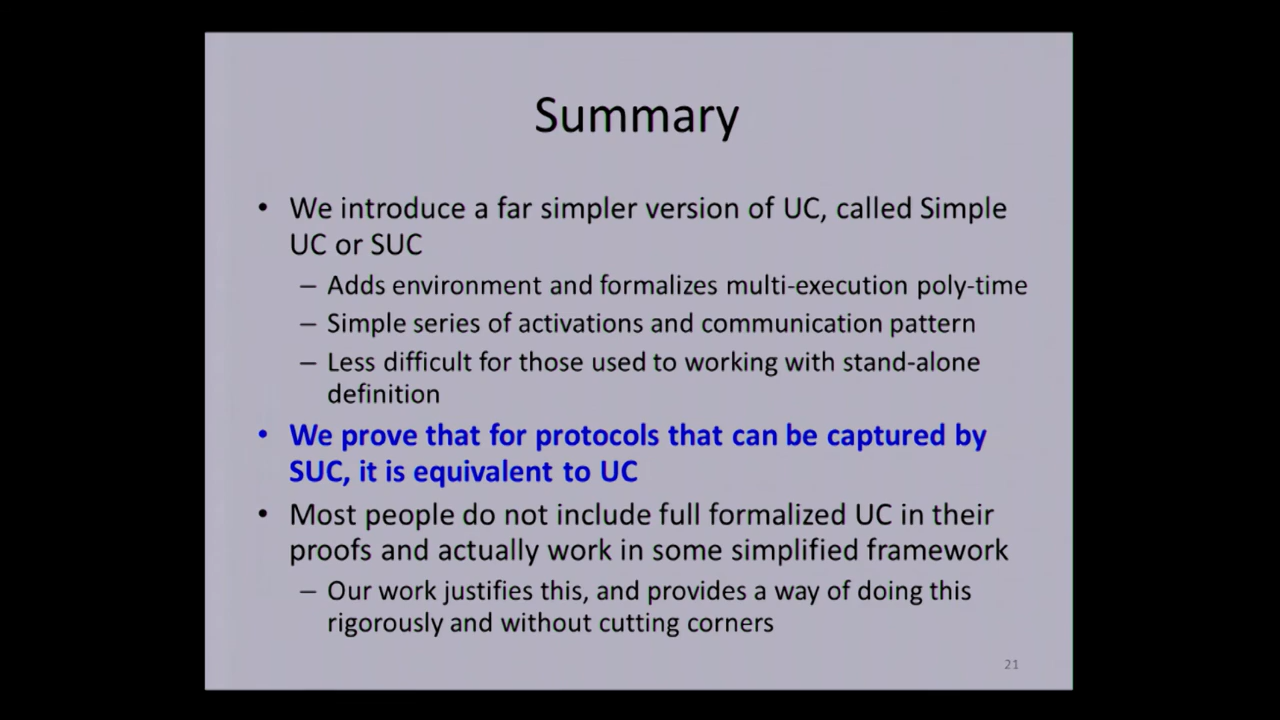 Summary
• We introduce a far simpler version of UC, called Simple
UC or SUC
– Adds environment and formalizes multi-execution poly-time
– Simple series of activations and communication pattern
– Less difficult for those used to working with stand-alone
definition
• We prove that for protocols that can be captured by
SUC, it is equivalent to UC
• Most people do not include full formalized UC in their
proofs and actually work in some simplified framework
– Our work justifies this, and provides a way of doing this
rigorously and without cutting corners
21